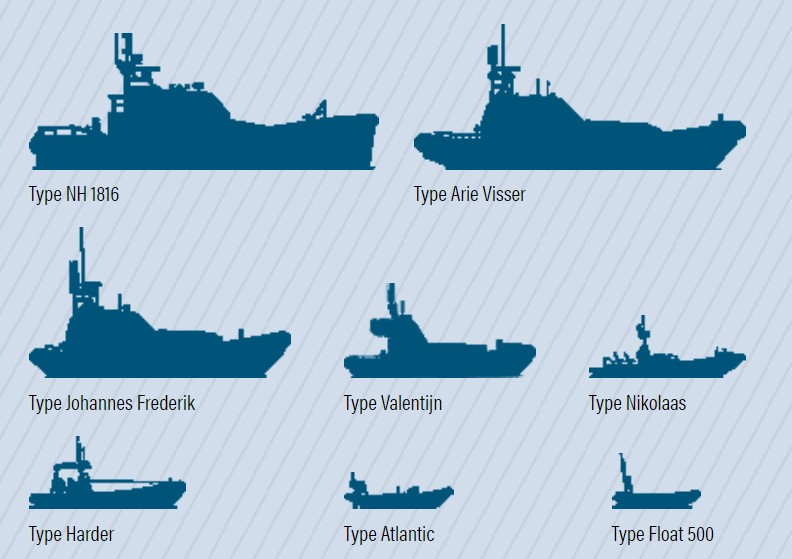 Type NH 1816
Type Arie Visser
Type Johannes Frederik
Type Valentijn
Type Nikolaas
Type Harder
Type Atlantic
Type Float 500